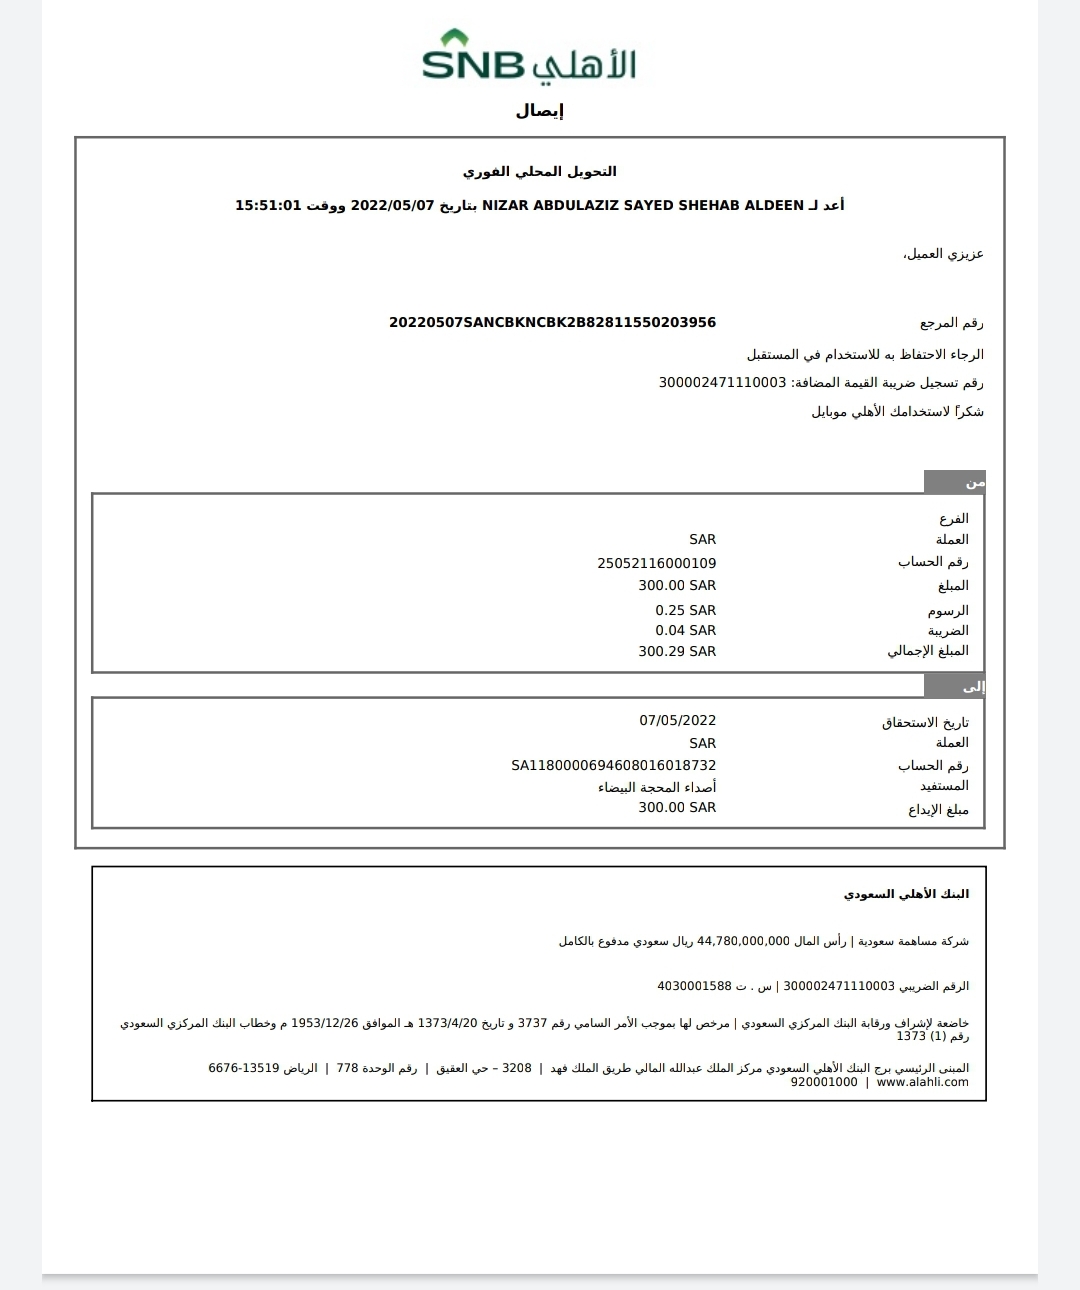 SNB الأهلي
إيصال
التحويل المحلي الفوري
أعد لـ NIZAR ABDULAZIZ SAYED SHEHAB ALDEEN بتاريخ 2022/05/07 ووقت 15:51:01
عزيزي العميل،
رقم المرجع 20220507SANCBKNCBK2B82811550203956
الرجاء الاحتفاظ به للاستخدام في المستقبل
رقم تسجيل ضريبة القيمة المضافة: 300002471110003
شكراً لاستخدامك الأهلي موبايل
من
الفرع
العملة SAR
رقم الحساب 25052116000109
المبلغ 300.00 SAR
الرسوم 0.25 SAR
الضريبة 0.04 SAR
المبلغ الإجمالي 300.29 SAR
إلى
تاريخ الاستحقاق 07/05/2022
العملة SAR
رقم الحساب SA1180000694608016018732
المستفيد أصداء المحجة البيضاء
مبلغ الإيداع 300.00 SAR
البنك الأهلي السعودي
شركة مساهمة سعودية | رأس المال 44,780,000,000 ريال سعودي مدفوع بالكامل
الرقم الضريبي 300002471110003 | س . ت 4030001588
خاضعة لإشراف ورقابة البنك المركزي السعودي | مرخص لها بموجب الأمر السامي رقم 3737 و تاريخ 1373/4/20 هـ الموافق 1953/12/26 م وخطاب البنك المركزي السعودي
رقم (1) 1373
المبنى الرئيسي برج البنك الأهلي السعودي مركز الملك عبدالله المالي طريق الملك فهد | 3208 – حي العقيق | رقم الوحدة 778 | الرياض 13519-6676
920001000 | www.alahli.com